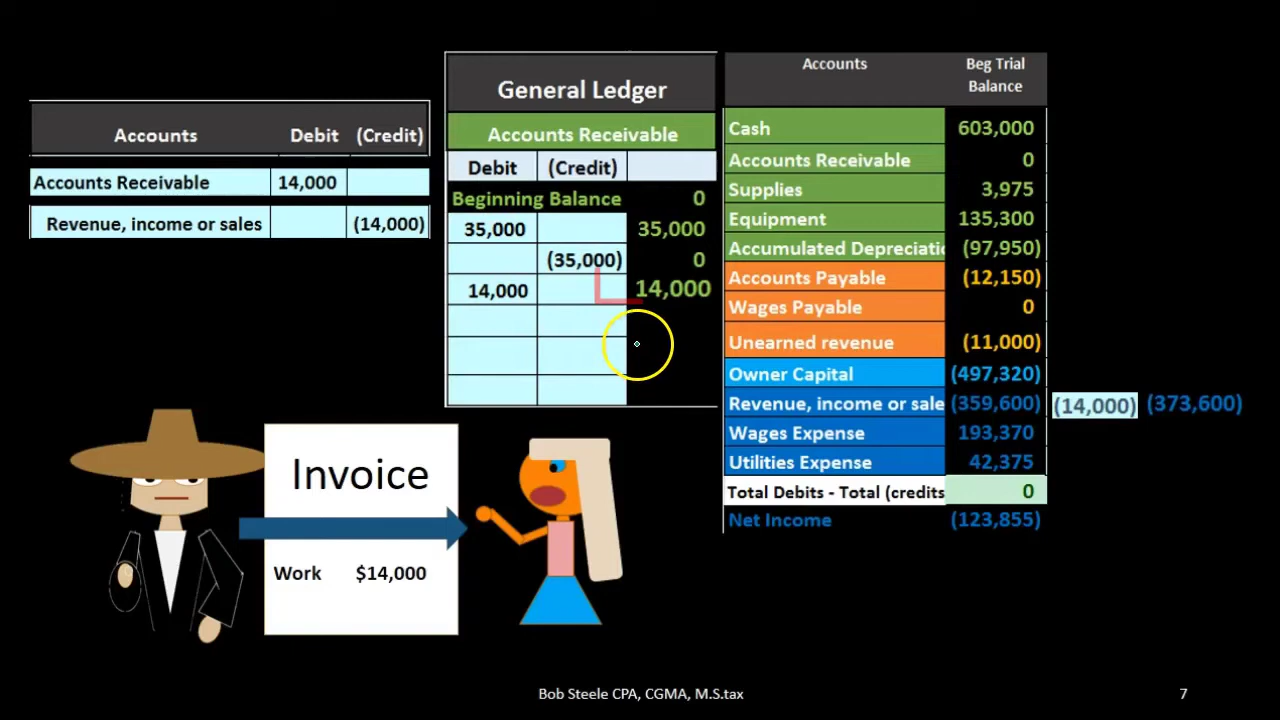 Accounts Debit (Credit)
Accounts Receivable 14,000
Revenue, income or sales (14,000)
General Ledger
Accounts Receivable
Debit (Credit)
Beginning Balance 0
35,000 35,000
(35,000) 0
14,000 14,000
Accounts Beg Trial
Balance
Cash 603,000
Accounts Receivable 0
Supplies 3,975
Equipment 135,300
Accumulated Depreciatic (97,950)
Accounts Payable (12,150)
Wages Payable 0
Unearned revenue (11,000)
Owner Capital (497,320)
Revenue, income or sale (359,600) (14,000) (373,600)
Wages Expense 193,370
Utilities Expense 42,375
Total Debits - Total (credits 0
Net Income (123,855)
Invoice
Work $14,000
Bob Steele CPA, CGMA, M.S.tax
7